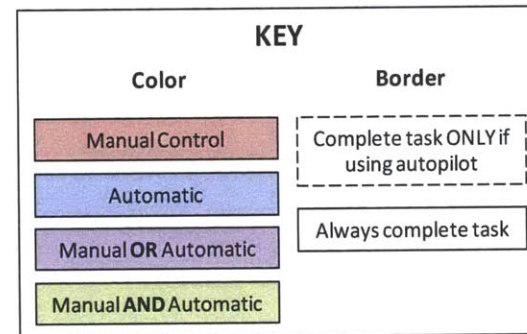 KEY
Color
Manual Control
Automatic
Manual OR Automatic
Manual AND Automatic
Border
Complete task ONLY if
using autopilot
Always complete task